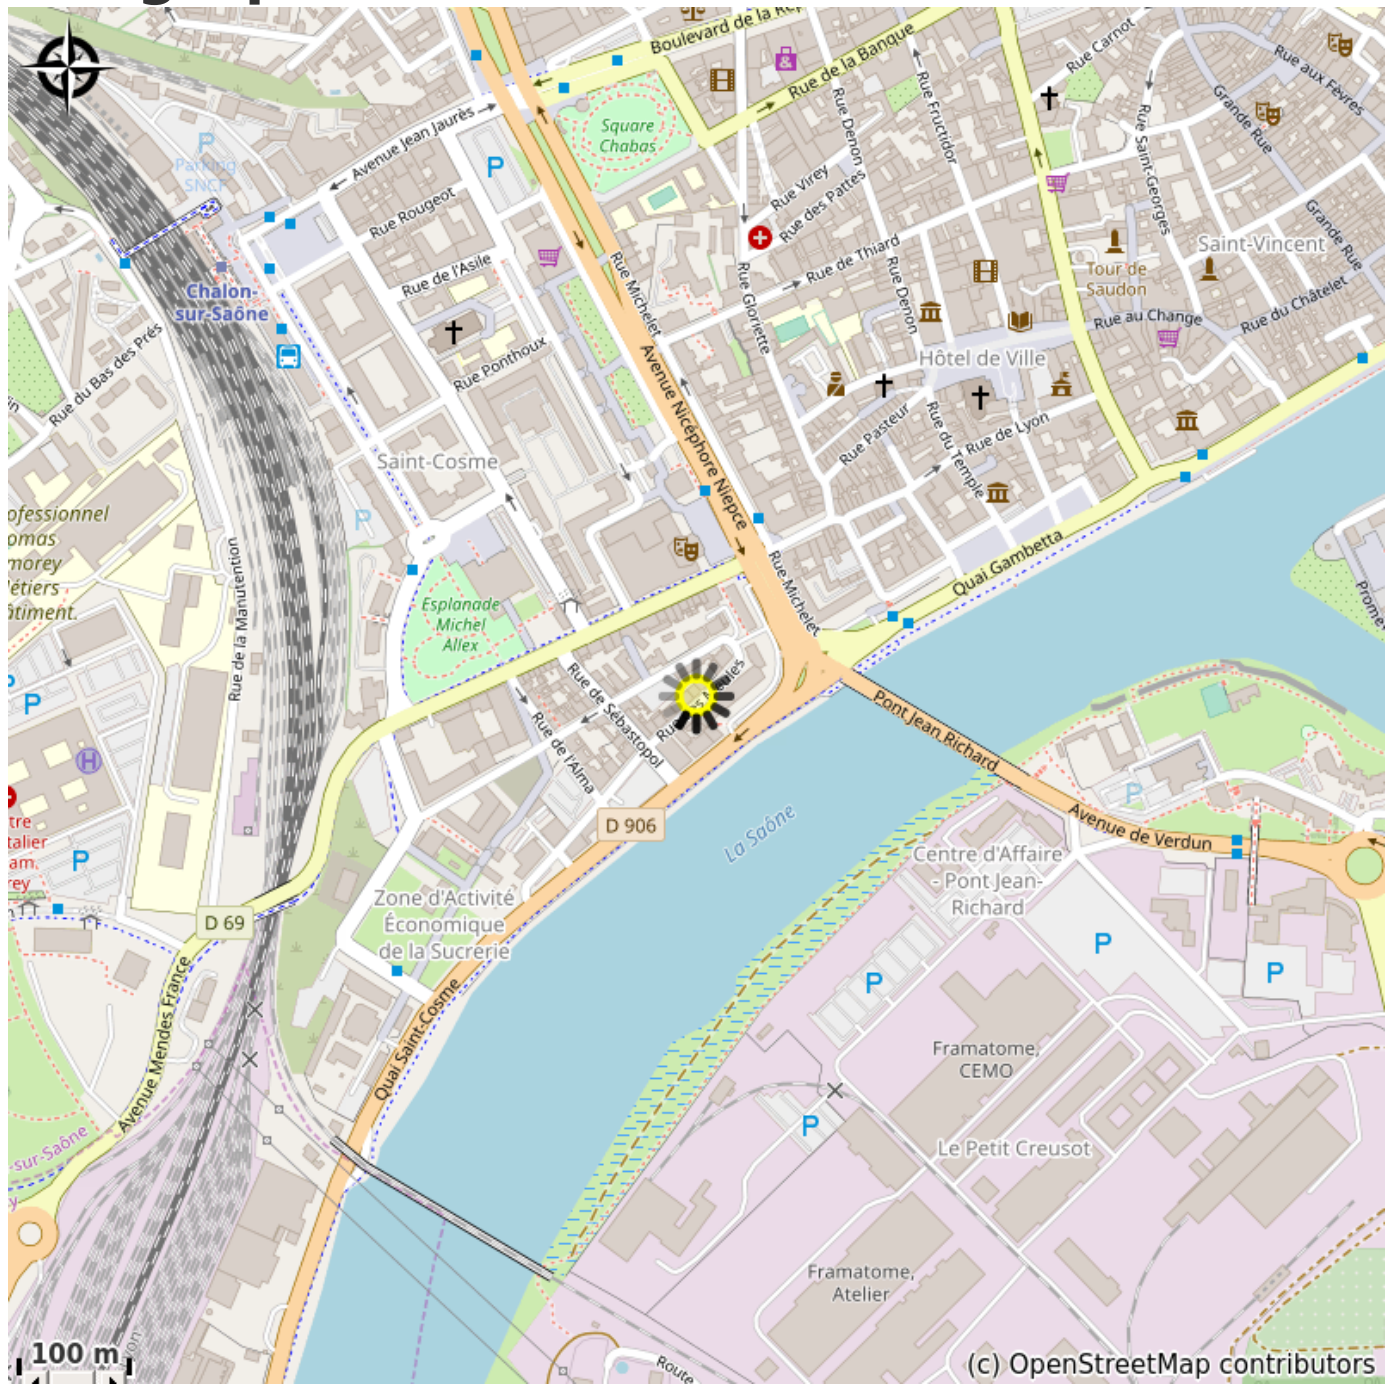 Boulevard de la Rép
Rue de la Banque
Rue Carnot
Rue aux Fèvres
Grande Rue
Square
Chabas
Rue Denon
Rue Fructidor
Rue Saint-Georges
Avenue Jean Jaurès
P
P
Parking
SNCF
Rue Virey
Rue des Pattes
Rue Rougeot
Grande Rue
Saint-Vincent
Rue de Thiard
Rue de l'Asile
Rue Michelet
Rue Gloriette
Rue Denon
Tour de
Saudon
Chalon-
sur-Saône
Rue au Change
Rue du Châtelet
Rue du Bas des Prés
Rue Ponthoux
Hôtel de Ville
Avenue Nicéphore Niepce
Rue Pasteur
Rue du Temple
Rue de Lyon
Saint-Cosme
P
ofessionnel
omas
morey
étiers
âtiment.
Rue de la Manutention
Rue Michelet
Quai Gambetta
Esplanade
Michel
Allex
Prome
P
Rue de Sébastopol
Rue de l'Alma
Pont Jean Richard
H
P
D 906
La Saône
Avenue de Verdun
tre
talier
am.
rey
P
Centre d'Affaire
- Pont Jean-
Richard
Zone d'Activité
Économique
de la Sucrerie
D 69
P
P
P
Avenue Mendes France
Quai Saint-Cosme
Framatome,
CEMO
P
Le Petit Creusot
-sur-Saône
Framatome,
Atelier
100 m
Route
(c) OpenStreetMap contributors